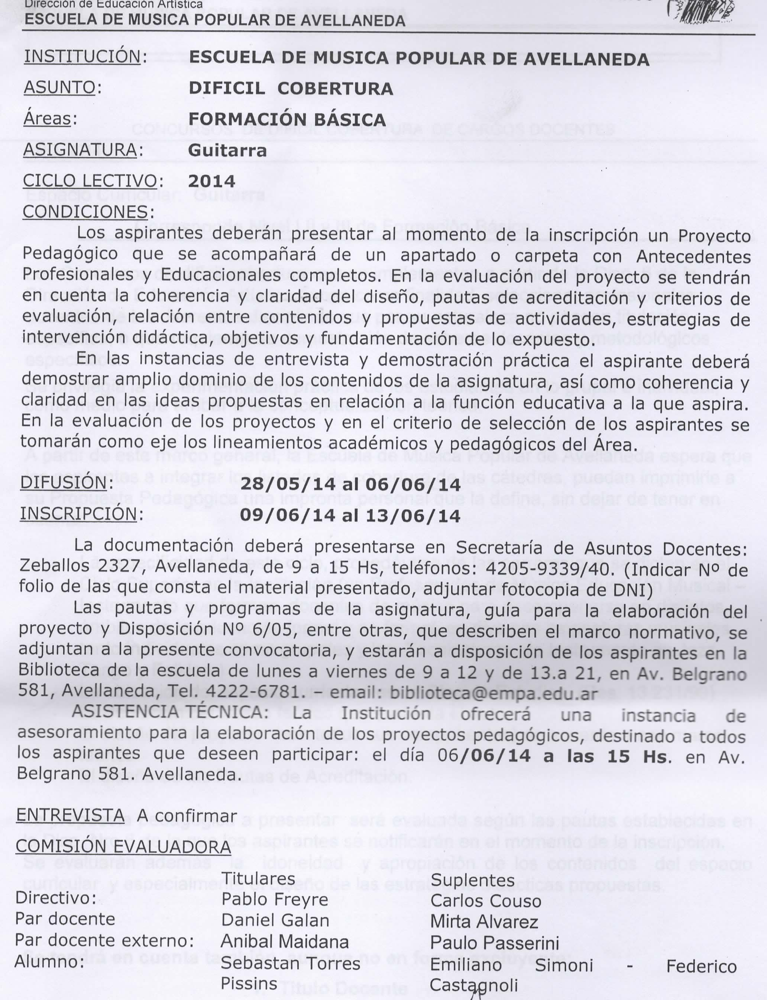 Dirección de Educación Artística
ESCUELA DE MUSICA POPULAR DE AVELLANEDA
INSTITUCIÓN: ESCUELA DE MUSICA POPULAR DE AVELLANEDA
ASUNTO: DIFICIL COBERTURA
Áreas: FORMACIÓN BÁSICA
ASIGNATURA: Guitarra
CICLO LECTIVO: 2014
CONDICIONES:
Los aspirantes deberán presentar al momento de la inscripción un Proyecto
Pedagógico que se acompañará de un apartado o carpeta con Antecedentes
Profesionales y Educacionales completos. En la evaluación del proyecto se tendrán
en cuenta la coherencia y claridad del diseño, pautas de acreditación y criterios de
evaluación, relación entre contenidos y propuestas de actividades, estrategias de
intervención didáctica, objetivos y fundamentación de lo expuesto.
En las instancias de entrevista y demostración práctica el aspirante deberá
demostrar amplio dominio de los contenidos de la asignatura, así como coherencia y
claridad en las ideas propuestas en relación a la función educativa a la que aspira.
En la evaluación de los proyectos y en el criterio de selección de los aspirantes se
tomarán como eje los lineamientos académicos y pedagógicos del Área.
DIFUSIÓN: 28/05/14 al 06/06/14
INSCRIPCIÓN: 09/06/14 al 13/06/14
La documentación deberá presentarse en Secretaría de Asuntos Docentes:
Zeballos 2327, Avellaneda, de 9 a 15 Hs, teléfonos: 4205-9339/40. (Indicar Nº de
folio de las que consta el material presentado, adjuntar fotocopia de DNI)
Las pautas y programas de la asignatura, guía para la elaboración del
proyecto y Disposición Nº 6/05, entre otras, que describen el marco normativo, se
adjuntan a la presente convocatoria, y estarán a disposición de los aspirantes en la
Biblioteca de la escuela de lunes a viernes de 9 a 12 y de 13.a 21, en Av. Belgrano
581, Avellaneda, Tel. 4222-6781. – email: biblioteca@empa.edu.ar
ASISTENCIA TÉCNICA: La Institución ofrecerá una instancia de
asesoramiento para la elaboración de los proyectos pedagógicos, destinado a todos
los aspirantes que deseen participar: el día 06/06/14 a las 15 Hs. en Av.
Belgrano 581. Avellaneda.
ENTREVISTA A confirmar
COMISIÓN EVALUADORA
Titulares Suplentes
Directivo: Pablo Freyre Carlos Couso
Par docente Daniel Galan Mirta Alvarez
Par docente externo: Anibal Maidana Paulo Passerini
Alumno: Sebastan Torres Emiliano Simoni - Federico
Pissins Castagnoli